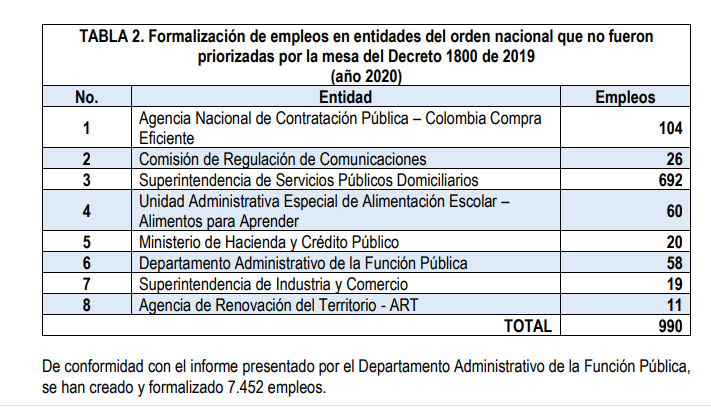 TABLA 2. Formalización de empleos en entidades del orden nacional que no fueron
priorizadas por la mesa del Decreto 1800 de 2019
(año 2020)
No. Entidad Empleos
1 Agencia Nacional de Contratación Pública – Colombia Compra
Eficiente 104
2 Comisión de Regulación de Comunicaciones 26
3 Superintendencia de Servicios Públicos Domiciliarios 692
4 Unidad Administrativa Especial de Alimentación Escolar –
Alimentos para Aprender 60
5 Ministerio de Hacienda y Crédito Público 20
6 Departamento Administrativo de la Función Pública 58
7 Superintendencia de Industria y Comercio 19
8 Agencia de Renovación del Territorio - ART 11
TOTAL 990
De conformidad con el informe presentado por el Departamento Administrativo de la Función Pública,
se han creado y formalizado 7.452 empleos.